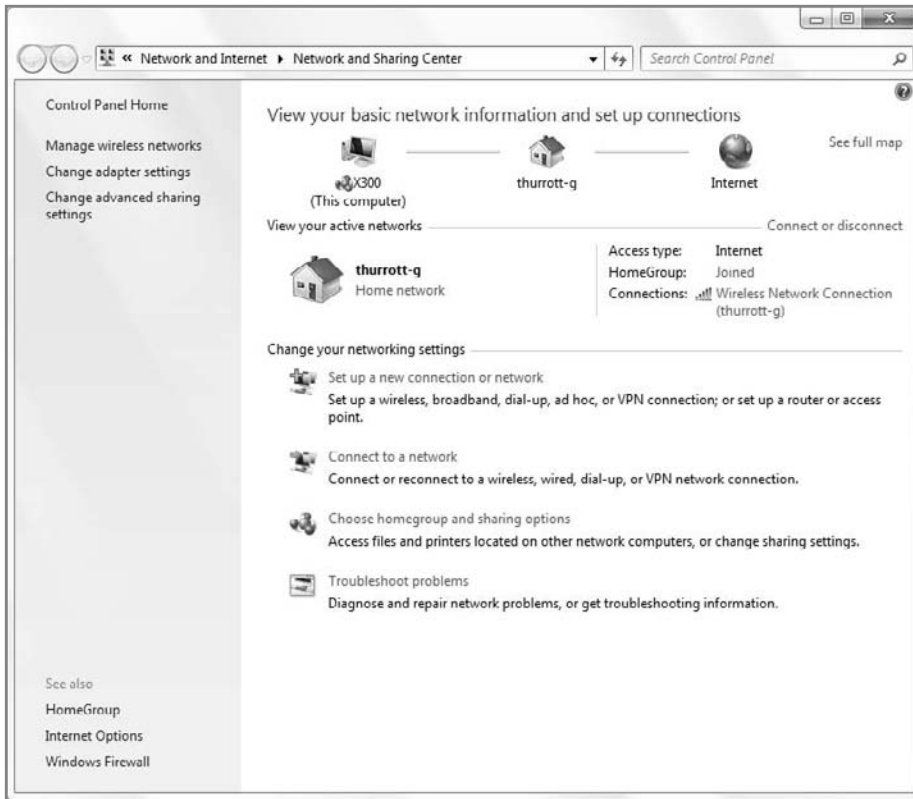 « Network and Internet ▸ Network and Sharing Center
Search Control Panel
Control Panel Home
Manage wireless networks
Change adapter settings
Change advanced sharing
settings
See also
HomeGroup
Internet Options
Windows Firewall
View your basic network information and set up connections
See full map
X300
(This computer)
thurrott-g
Internet
View your active networks
Connect or disconnect
thurrott-g
Home network
Access type: Internet
HomeGroup: Joined
Connections: Wireless Network Connection
(thurrott-g)
Change your networking settings
Set up a new connection or network
Set up a wireless, broadband, dial-up, ad hoc, or VPN connection; or set up a router or access
point.
Connect to a network
Connect or reconnect to a wireless, wired, dial-up, or VPN network connection.
Choose homegroup and sharing options
Access files and printers located on other network computers, or change sharing settings.
Troubleshoot problems
Diagnose and repair network problems, or get troubleshooting information.